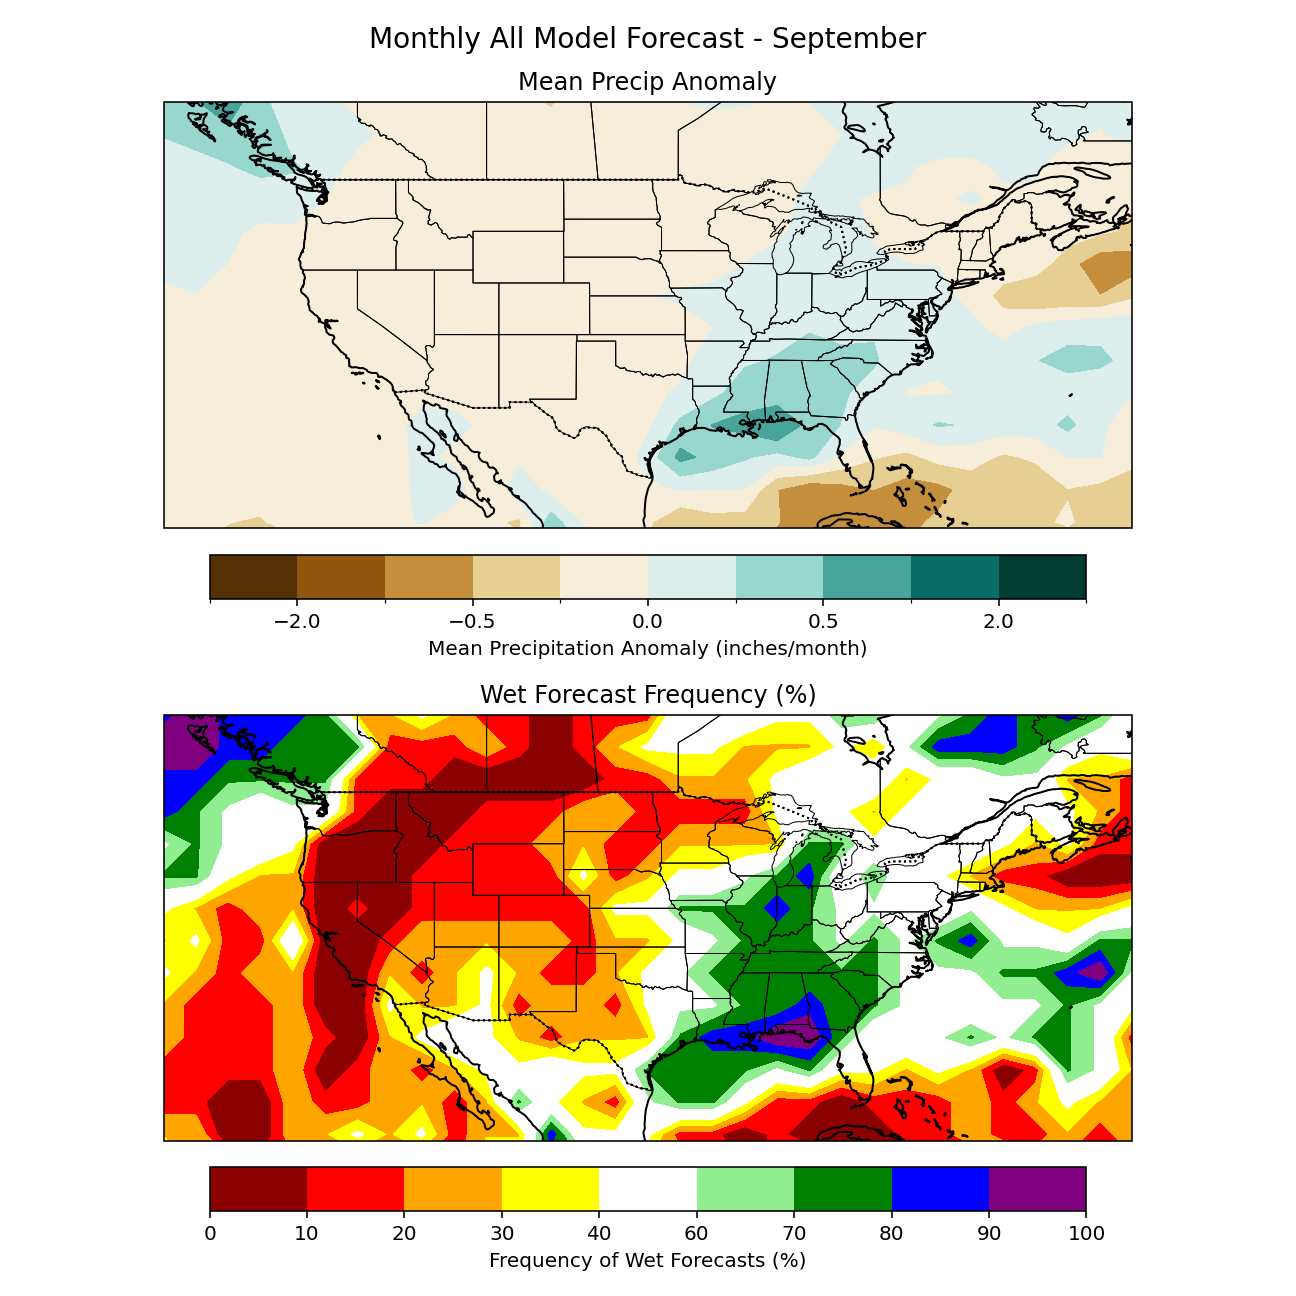 Monthly All Model Forecast - September
Mean Precip Anomaly
−2.0 −0.5 0.0 0.5 2.0
Mean Precipitation Anomaly (inches/month)
Wet Forecast Frequency (%)
0 10 20 30 40 60 70 80 90 100
Frequency of Wet Forecasts (%)